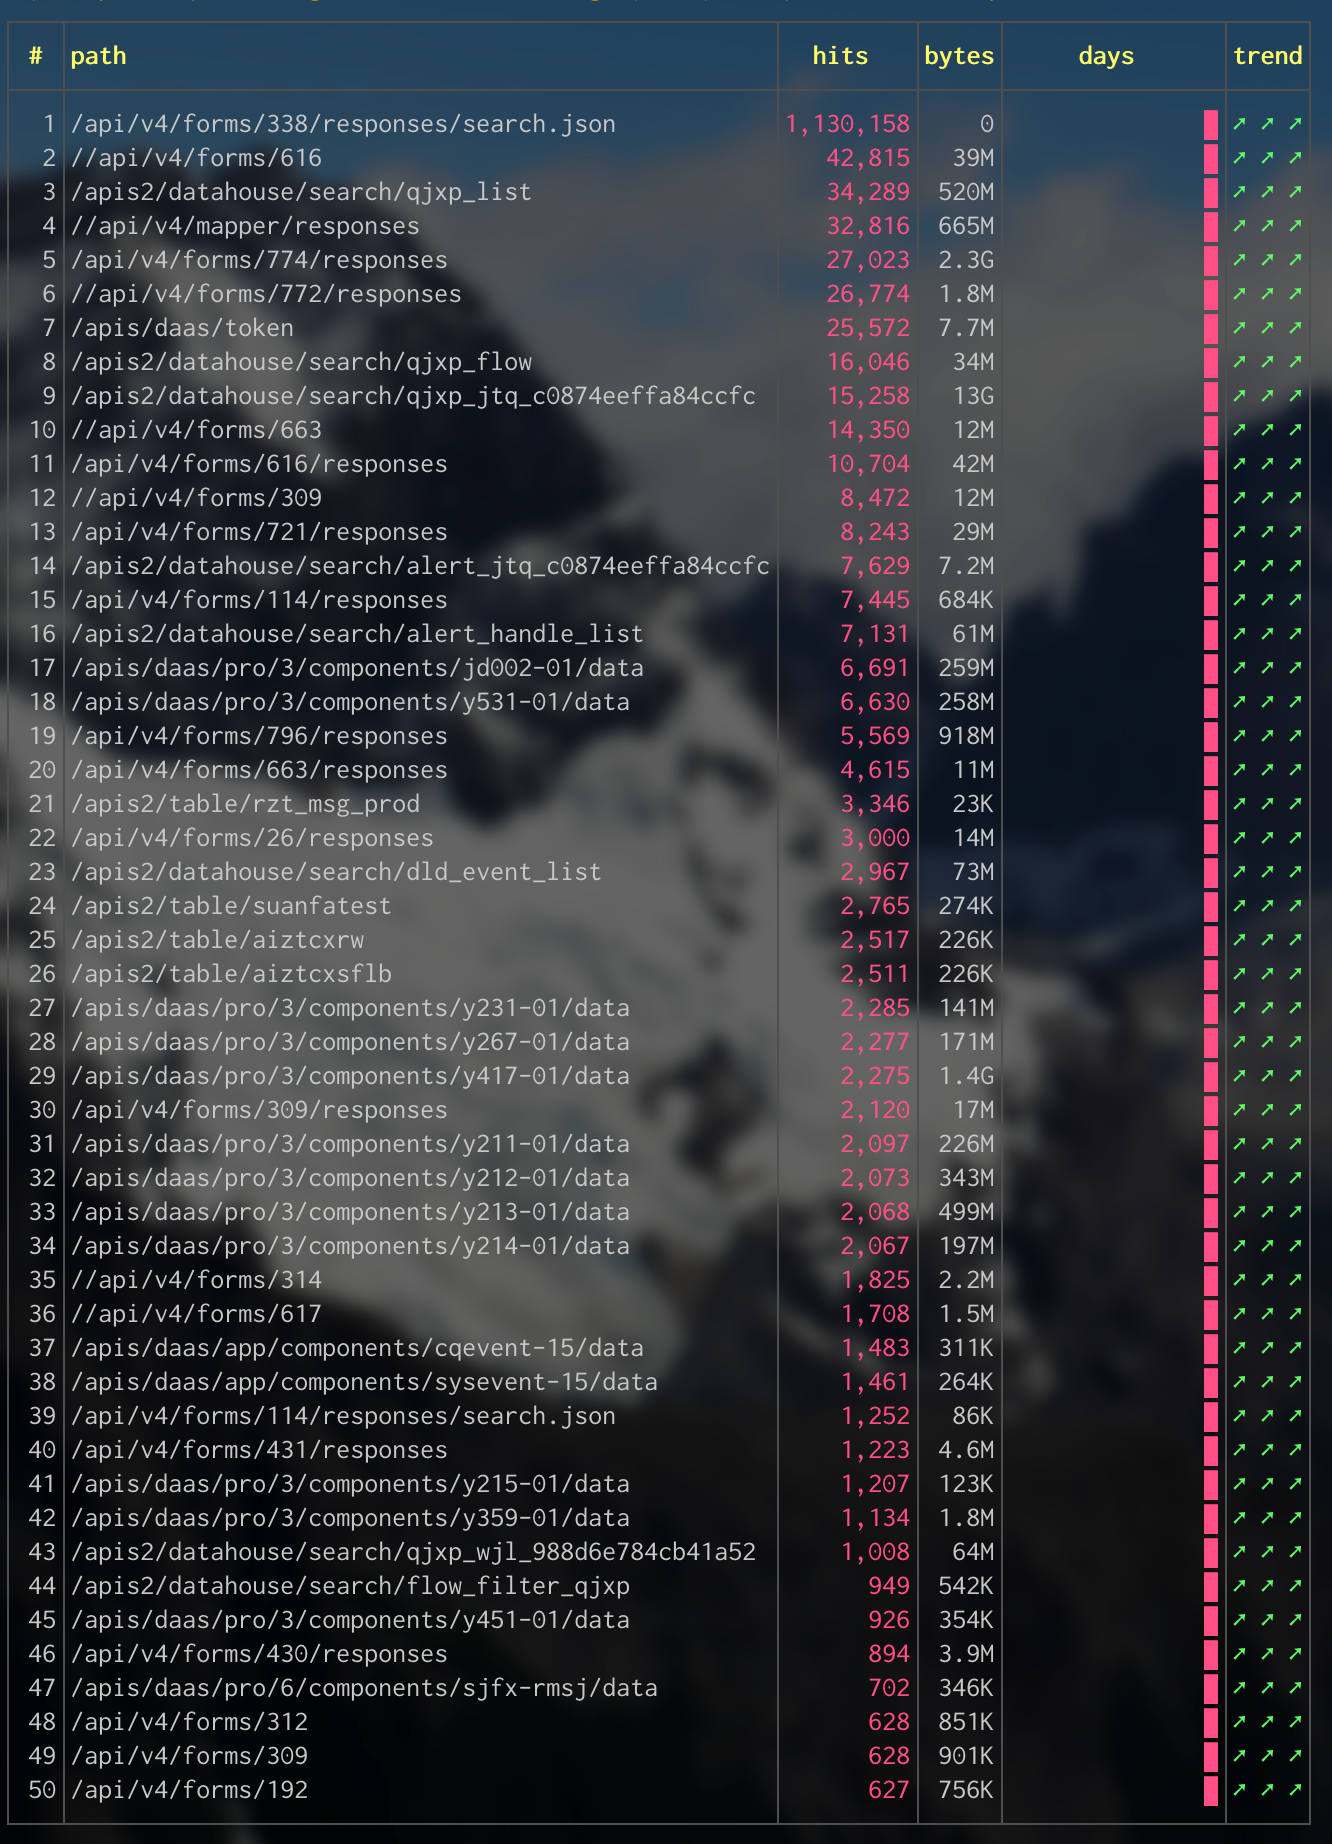 # path hits bytes days trend
1 /api/v4/forms/338/responses/search.json 1,130,158 0 ↗ ↗ ↗
2 //api/v4/forms/616 42,815 39M ↗ ↗ ↗
3 /apis2/datahouse/search/qjxp_list 34,289 520M ↗ ↗ ↗
4 //api/v4/mapper/responses 32,816 665M ↗ ↗ ↗
5 /api/v4/forms/774/responses 27,023 2.3G ↗ ↗ ↗
6 //api/v4/forms/772/responses 26,774 1.8M ↗ ↗ ↗
7 /apis/daas/token 25,572 7.7M ↗ ↗ ↗
8 /apis2/datahouse/search/qjxp_flow 16,046 34M ↗ ↗ ↗
9 /apis2/datahouse/search/qjxp_jtq_c0874eeffa84ccfc 15,258 13G ↗ ↗ ↗
10 //api/v4/forms/663 14,350 12M ↗ ↗ ↗
11 /api/v4/forms/616/responses 10,704 42M ↗ ↗ ↗
12 //api/v4/forms/309 8,472 12M ↗ ↗ ↗
13 /api/v4/forms/721/responses 8,243 29M ↗ ↗ ↗
14 /apis2/datahouse/search/alert_jtq_c0874eeffa84ccfc 7,629 7.2M ↗ ↗ ↗
15 /api/v4/forms/114/responses 7,445 684K ↗ ↗ ↗
16 /apis2/datahouse/search/alert_handle_list 7,131 61M ↗ ↗ ↗
17 /apis/daas/pro/3/components/jd002-01/data 6,691 259M ↗ ↗ ↗
18 /apis/daas/pro/3/components/y531-01/data 6,630 258M ↗ ↗ ↗
19 /api/v4/forms/796/responses 5,569 918M ↗ ↗ ↗
20 /api/v4/forms/663/responses 4,615 11M ↗ ↗ ↗
21 /apis2/table/rzt_msg_prod 3,346 23K ↗ ↗ ↗
22 /api/v4/forms/26/responses 3,000 14M ↗ ↗ ↗
23 /apis2/datahouse/search/dld_event_list 2,967 73M ↗ ↗ ↗
24 /apis2/table/suanfatest 2,765 274K ↗ ↗ ↗
25 /apis2/table/aiztcxrw 2,517 226K ↗ ↗ ↗
26 /apis2/table/aiztcxsflb 2,511 226K ↗ ↗ ↗
27 /apis/daas/pro/3/components/y231-01/data 2,285 141M ↗ ↗ ↗
28 /apis/daas/pro/3/components/y267-01/data 2,277 171M ↗ ↗ ↗
29 /apis/daas/pro/3/components/y417-01/data 2,275 1.4G ↗ ↗ ↗
30 /api/v4/forms/309/responses 2,120 17M ↗ ↗ ↗
31 /apis/daas/pro/3/components/y211-01/data 2,097 226M ↗ ↗ ↗
32 /apis/daas/pro/3/components/y212-01/data 2,073 343M ↗ ↗ ↗
33 /apis/daas/pro/3/components/y213-01/data 2,068 499M ↗ ↗ ↗
34 /apis/daas/pro/3/components/y214-01/data 2,067 197M ↗ ↗ ↗
35 //api/v4/forms/314 1,825 2.2M ↗ ↗ ↗
36 //api/v4/forms/617 1,708 1.5M ↗ ↗ ↗
37 /apis/daas/app/components/cqevent-15/data 1,483 311K ↗ ↗ ↗
38 /apis/daas/app/components/sysevent-15/data 1,461 264K ↗ ↗ ↗
39 /api/v4/forms/114/responses/search.json 1,252 86K ↗ ↗ ↗
40 /api/v4/forms/431/responses 1,223 4.6M ↗ ↗ ↗
41 /apis/daas/pro/3/components/y215-01/data 1,207 123K ↗ ↗ ↗
42 /apis/daas/pro/3/components/y359-01/data 1,134 1.8M ↗ ↗ ↗
43 /apis2/datahouse/search/qjxp_wjl_988d6e784cb41a52 1,008 64M ↗ ↗ ↗
44 /apis2/datahouse/search/flow_filter_qjxp 949 542K ↗ ↗ ↗
45 /apis/daas/pro/3/components/y451-01/data 926 354K ↗ ↗ ↗
46 /api/v4/forms/430/responses 894 3.9M ↗ ↗ ↗
47 /apis/daas/pro/6/components/sjfx-rmsj/data 702 346K ↗ ↗ ↗
48 /api/v4/forms/312 628 851K ↗ ↗ ↗
49 /api/v4/forms/309 628 901K ↗ ↗ ↗
50 /api/v4/forms/192 627 756K ↗ ↗ ↗